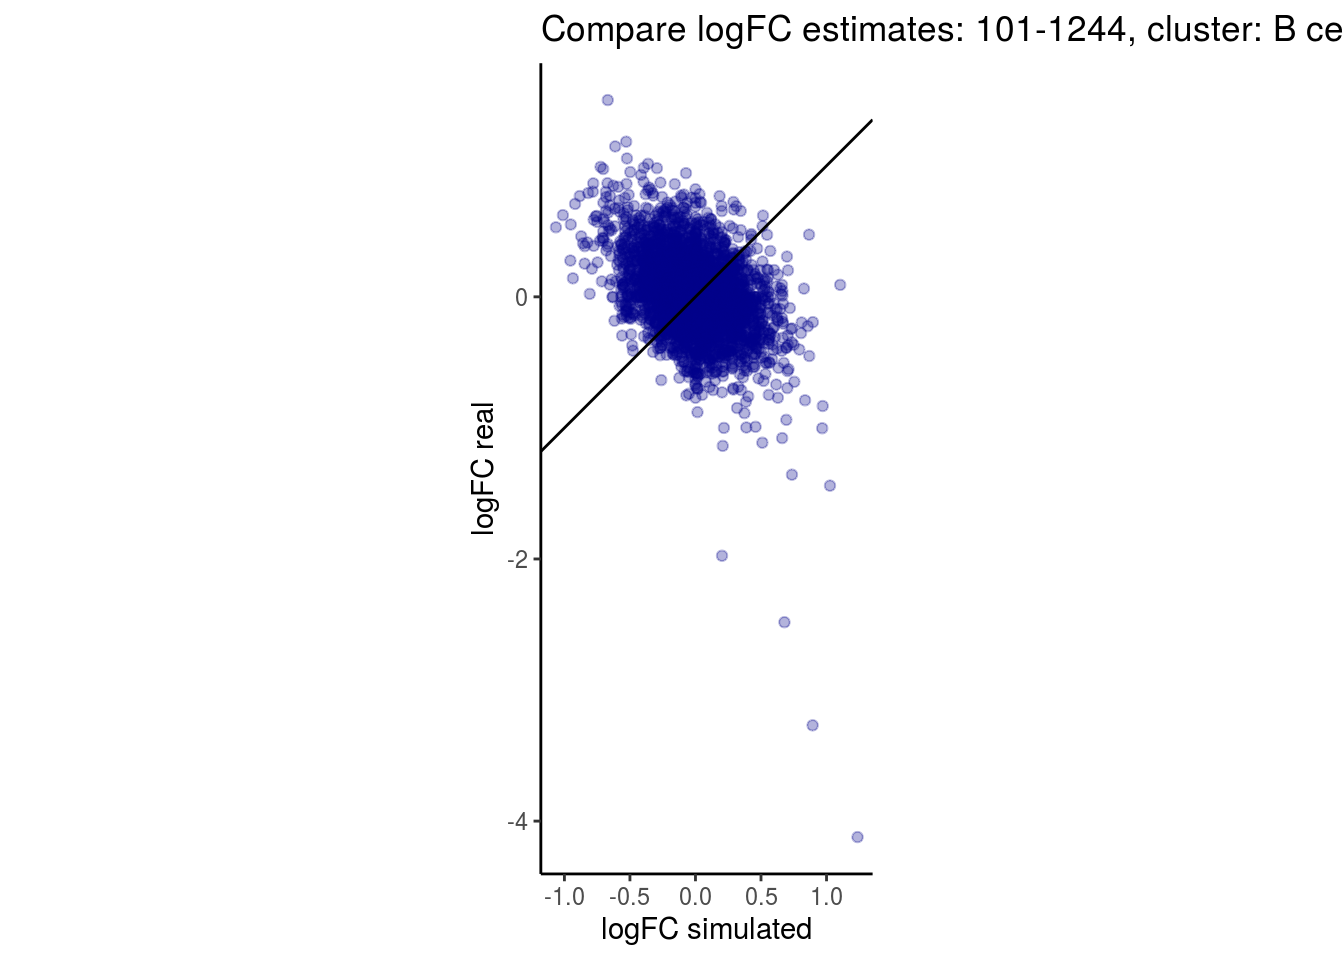 Compare logFC estimates: 101-1244, cluster: B ce
0
-2
-4
logFC real
-1.0 -0.5 0.0 0.5 1.0
logFC simulated